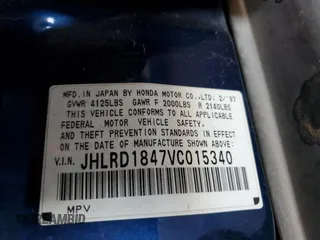 MFD.IN JAPAN BY HONDA MOTOR CO.,LTD: 2/'97
GVWR 4125LBS GAWR F 2000LBS R 2140LBS
THIS VEHICLE CONFORMS TO ALL APPLICABLE
FEDERAL MOTOR VEHICLE SAFETY
AND THEFT PREVENTION STANDARDS IN EFFECT
ON THE DATE OF MANUFACTURE SHOWN ABOVE:
V.I.N. JHLRD1847VC015340
MPV